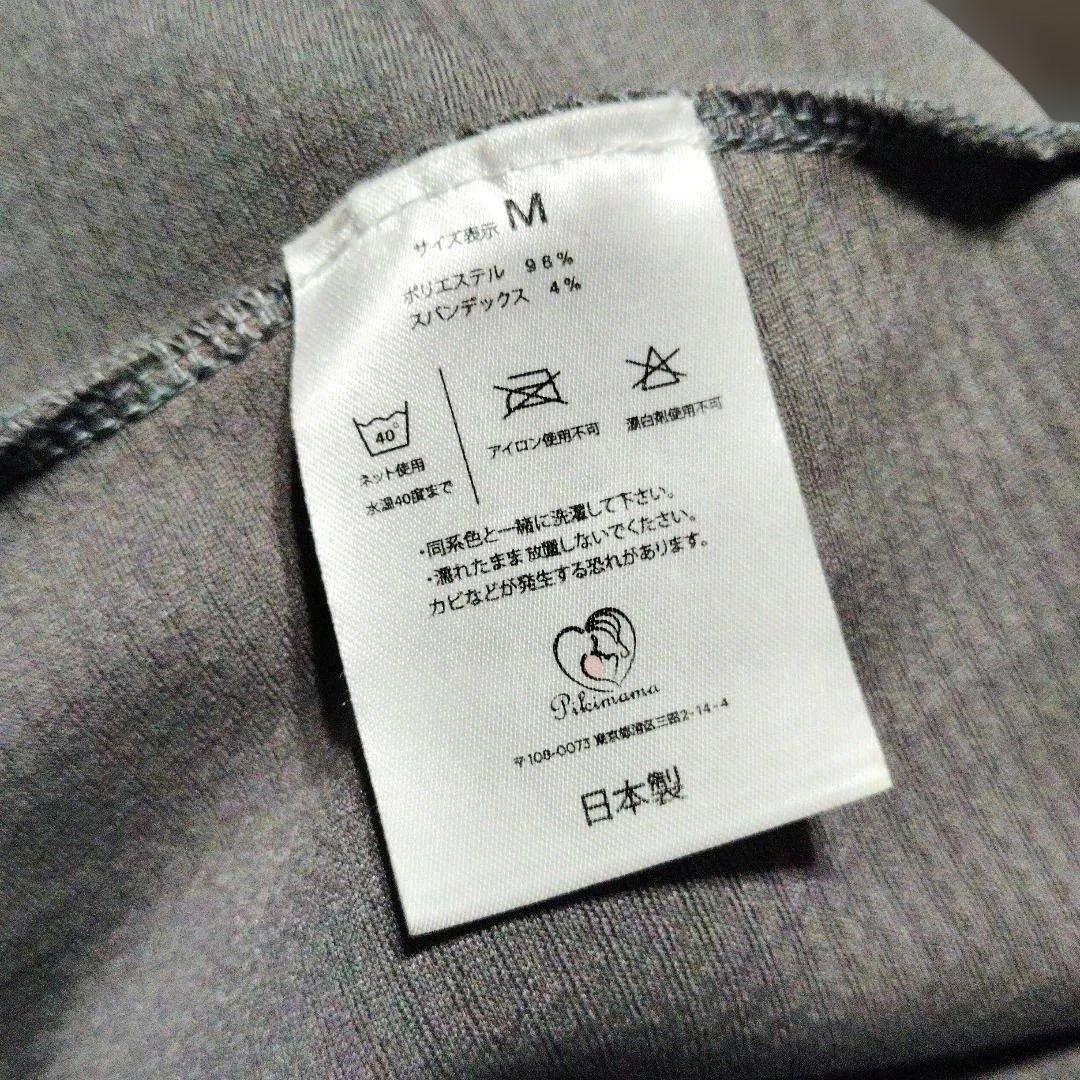 サイズ表示 M
ポリエステル 96%
スパンデックス 4%
40°
ネット使用
水温40度まで
アイロン使用不可
漂白剤使用不可
・同系色と一緒に洗濯して下さい。
・濡れたまま放置しないでください。
カビなどが発生する恐れがあります。
Pikimama
〒108-0073 東京都港区三田2-14-4
日本製